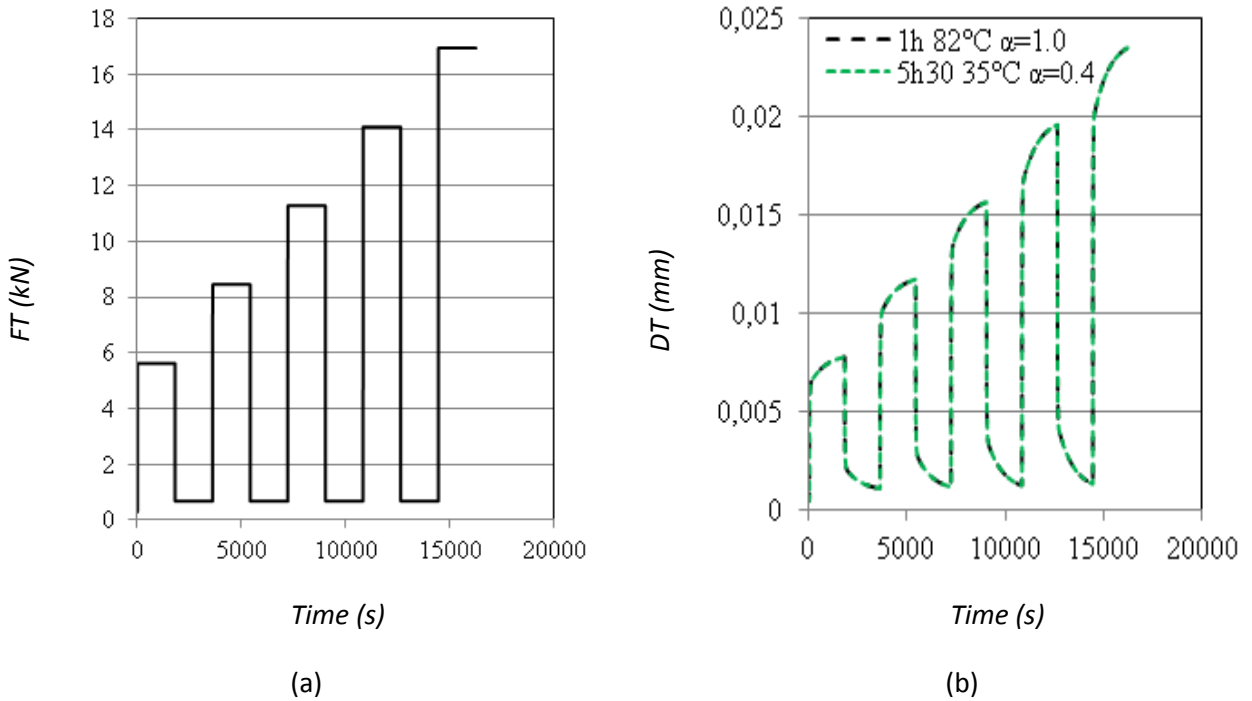 18
16
14
12
10
8
6
4
2
0
0 5000 10000 15000 20000
FT (kN)
Time (s)
(a)
0,025
0,02
0,015
0,01
0,005
0
0 5000 10000 15000 20000
1h 82°C α=1.0
5h30 35°C α=0.4
DT (mm)
Time (s)
(b)